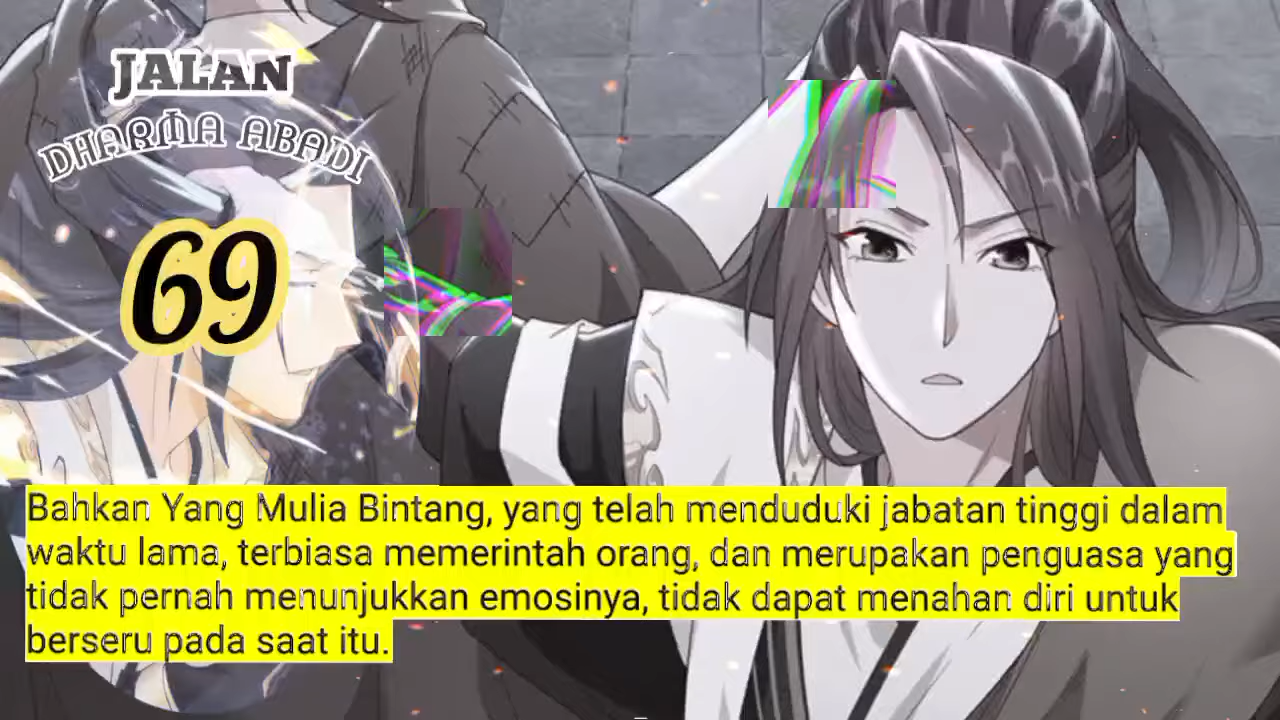 JALAN
DHARMA ABADI
69
Bahkan Yang Mulia Bintang, yang telah menduduki jabatan tinggi dalam
waktu lama, terbiasa memerintah orang, dan merupakan penguasa yang
tidak pernah menunjukkan emosinya, tidak dapat menahan diri untuk
berseru pada saat itu.